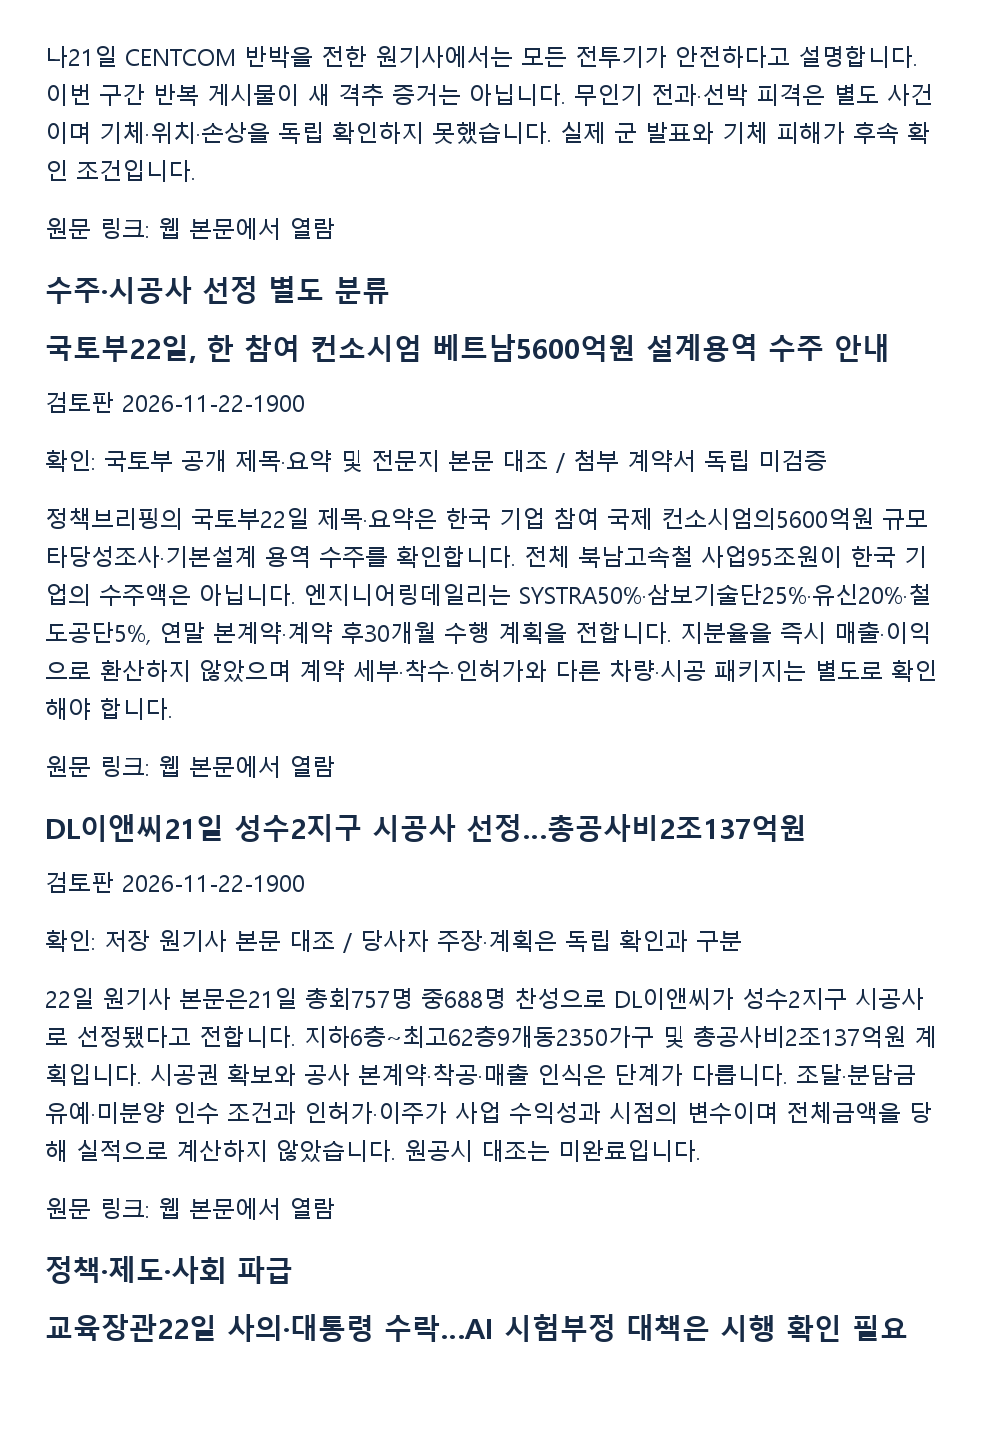 나21일 CENTCOM 반박을 전한 원기사에서는 모든 전투기가 안전하다고 설명합니다.
이번 구간 반복 게시물이 새 격추 증거는 아닙니다. 무인기 전과·선박 피격은 별도 사건
이며 기체·위치·손상을 독립 확인하지 못했습니다. 실제 군 발표와 기체 피해가 후속 확
인 조건입니다.
원문 링크: 웹 본문에서 열람
수주·시공사 선정 별도 분류
국토부22일, 한 참여 컨소시엄 베트남5600억원 설계용역 수주 안내
검토판 2026-11-22-1900
확인: 국토부 공개 제목·요약 및 전문지 본문 대조 / 첨부 계약서 독립 미검증
정책브리핑의 국토부22일 제목·요약은 한국 기업 참여 국제 컨소시엄의5600억원 규모
타당성조사·기본설계 용역 수주를 확인합니다. 전체 북남고속철 사업95조원이 한국 기
업의 수주액은 아닙니다. 엔지니어링데일리는 SYSTRA50%·삼보기술단25%·유신20%·철
도공단5%, 연말 본계약·계약 후30개월 수행 계획을 전합니다. 지분율을 즉시 매출·이익
으로 환산하지 않았으며 계약 세부·착수·인허가와 다른 차량·시공 패키지는 별도로 확인
해야 합니다.
원문 링크: 웹 본문에서 열람
DL이앤씨21일 성수2지구 시공사 선정…총공사비2조137억원
검토판 2026-11-22-1900
확인: 저장 원기사 본문 대조 / 당사자 주장·계획은 독립 확인과 구분
22일 원기사 본문은21일 총회757명 중688명 찬성으로 DL이앤씨가 성수2지구 시공사
로 선정됐다고 전합니다. 지하6층~최고62층9개동2350가구 및 총공사비2조137억원 계
획입니다. 시공권 확보와 공사 본계약·착공·매출 인식은 단계가 다릅니다. 조달·분담금
유예·미분양 인수 조건과 인허가·이주가 사업 수익성과 시점의 변수이며 전체금액을 당
해 실적으로 계산하지 않았습니다. 원공시 대조는 미완료입니다.
원문 링크: 웹 본문에서 열람
정책·제도·사회 파급
교육장관22일 사의·대통령 수락…AI 시험부정 대책은 시행 확인 필요